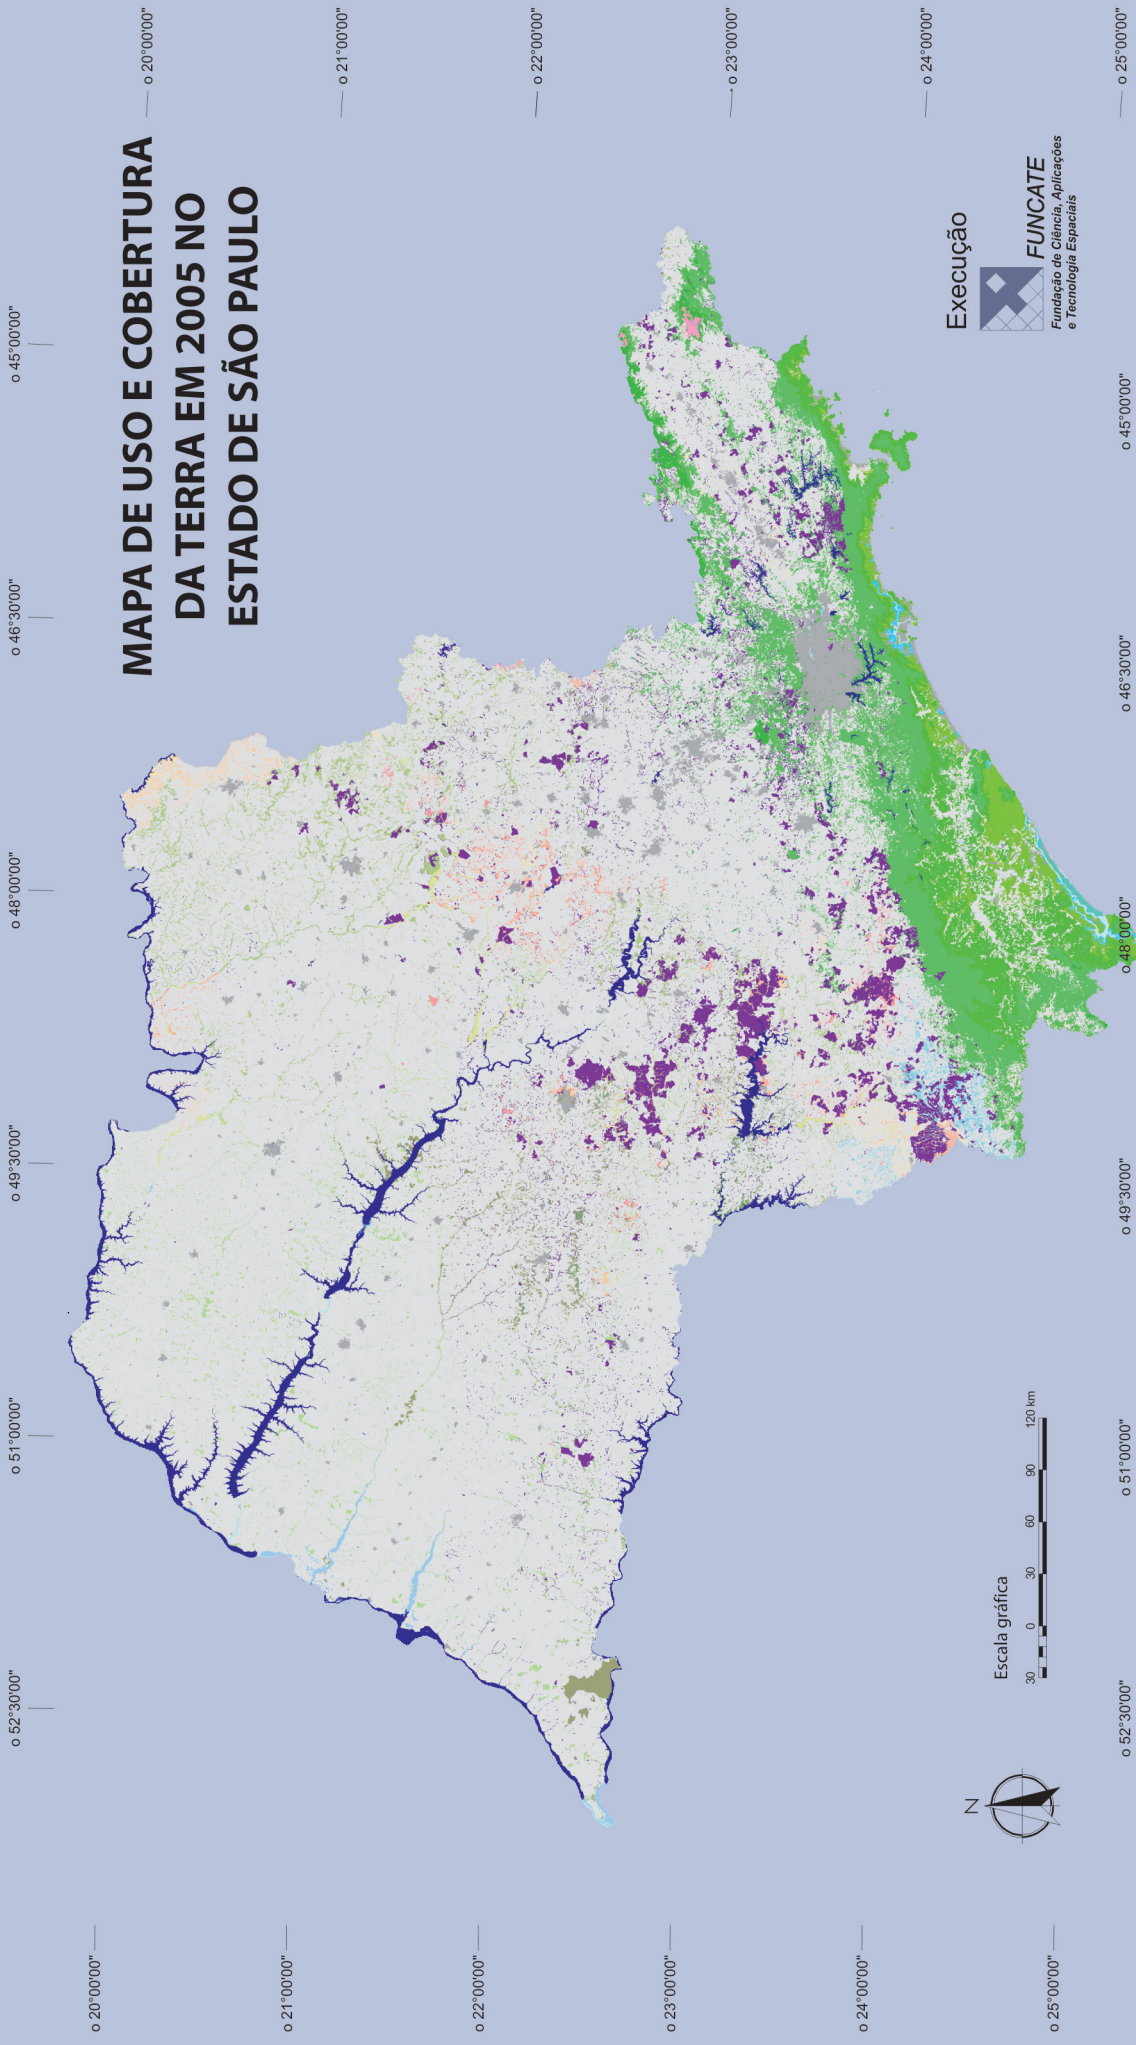 MAPA DE USO E COBERTURA
DA TERRA EM 2005 NO
ESTADO DE SÃO PAULO
o 52°30'00"
o 51°00'00"
o 49°30'00"
o 48°00'00"
o 46°30'00"
o 45°00'00"
o 20°00'00"
o 21°00'00"
o 22°00'00"
o 23°00'00"
o 24°00'00"
o 25°00'00"
o 20°00'00"
o 21°00'00"
o 22°00'00"
o 23°00'00"
o 24°00'00"
o 25°00'00"
N
Escala gráfica
30 0 30 60 90 120 km
Execução
FUNCATE
Fundação de Ciência, Aplicações
e Tecnologia Espaciais
o 52°30'00"
o 51°00'00"
o 49°30'00"
o 48°00'00"
o 46°30'00"
o 45°00'00"